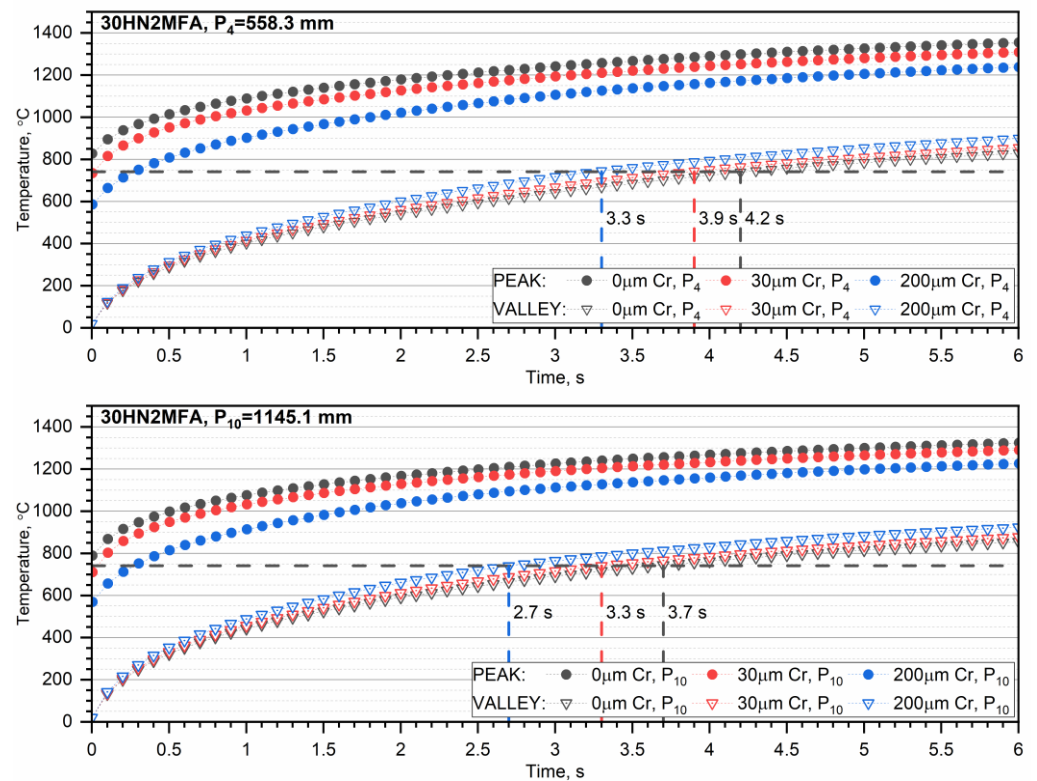 30HN2MFA, P4=558.3 mm
1400
1200
1000
800
600
400
200
0
Temperature, °C
3.3 s 3.9 s 4.2 s
PEAK: 0μm Cr, P4 30μm Cr, P4 200μm Cr, P4
VALLEY: 0μm Cr, P4 30μm Cr, P4 200μm Cr, P4
0 0.5 1 1.5 2 2.5 3 3.5 4 4.5 5 5.5 6
Time, s
30HN2MFA, P10=1145.1 mm
1400
1200
1000
800
600
400
200
0
Temperature, °C
2.7 s 3.3 s 3.7 s
PEAK: 0μm Cr, P10 30μm Cr, P10 200μm Cr, P10
VALLEY: 0μm Cr, P10 30μm Cr, P10 200μm Cr, P10
0 0.5 1 1.5 2 2.5 3 3.5 4 4.5 5 5.5 6
Time, s